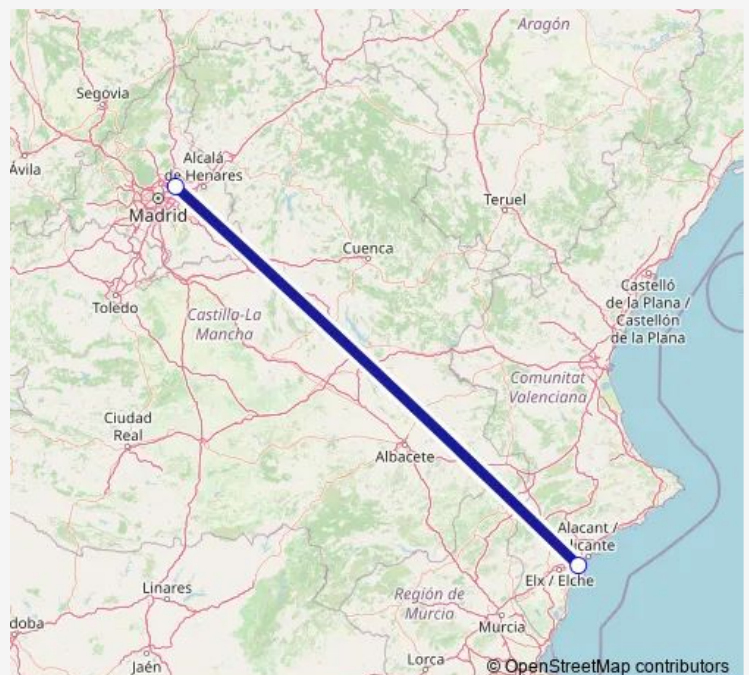 Aragón
Segovia
Ávila
Alcalá
de Henares
Madrid
Teruel
Cuenca
Toledo
Castelló
de la Plana /
Castellón
de la Plana
Castilla-La
Mancha
Comunitat
Valenciana
Ciudad
Real
Albacete
Alacant /
licante
Elx / Elche
Linares
Región de
Murcia
Murcia
doba
Jaén
Lorca
© OpenStreetMap contributors